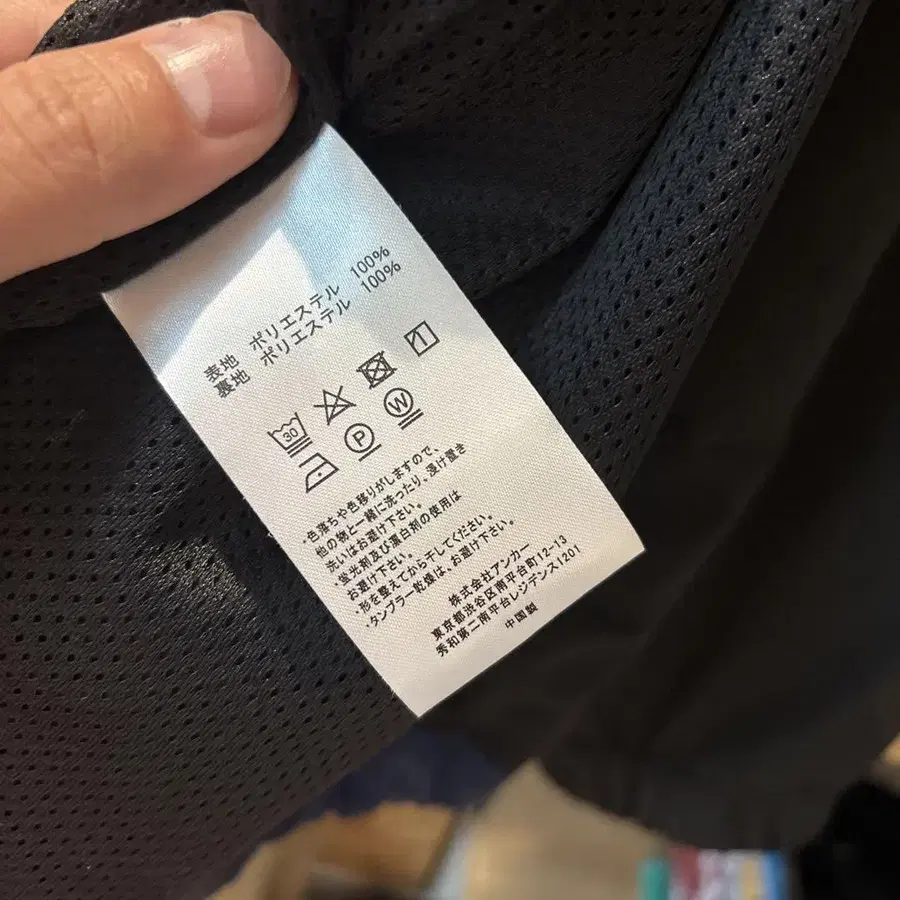 表地 ポリエステル 100%
裏地 ポリエステル 100%
30
P W
・色落ちや色移りがしますので、
他の物と一緒に洗ったり、浸け置き
洗いはお避け下さい。
・蛍光剤及び漂白剤の使用は
お避け下さい。
・形を整えてから干してください。
・タンブラー乾燥は、お避け下さい。
株式会社アンカー
東京都渋谷区南平台町12-13
秀和第二南平台レジデンス1201
中国製